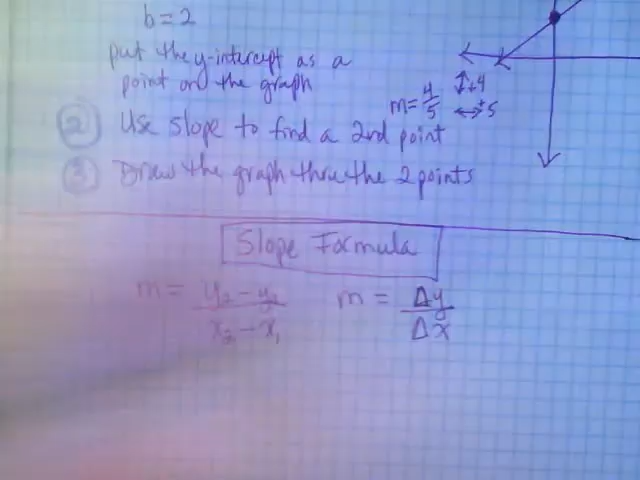 b = 2
put the y-intercept as a
point on the graph
m = 4/5 ↕ +4 ↔ +5
② Use slope to find a 2nd point
③ Draw the graph thru the 2 points
Slope Formula
m = y₂ - y₁ / x₂ - x₁ m = Δy / Δx